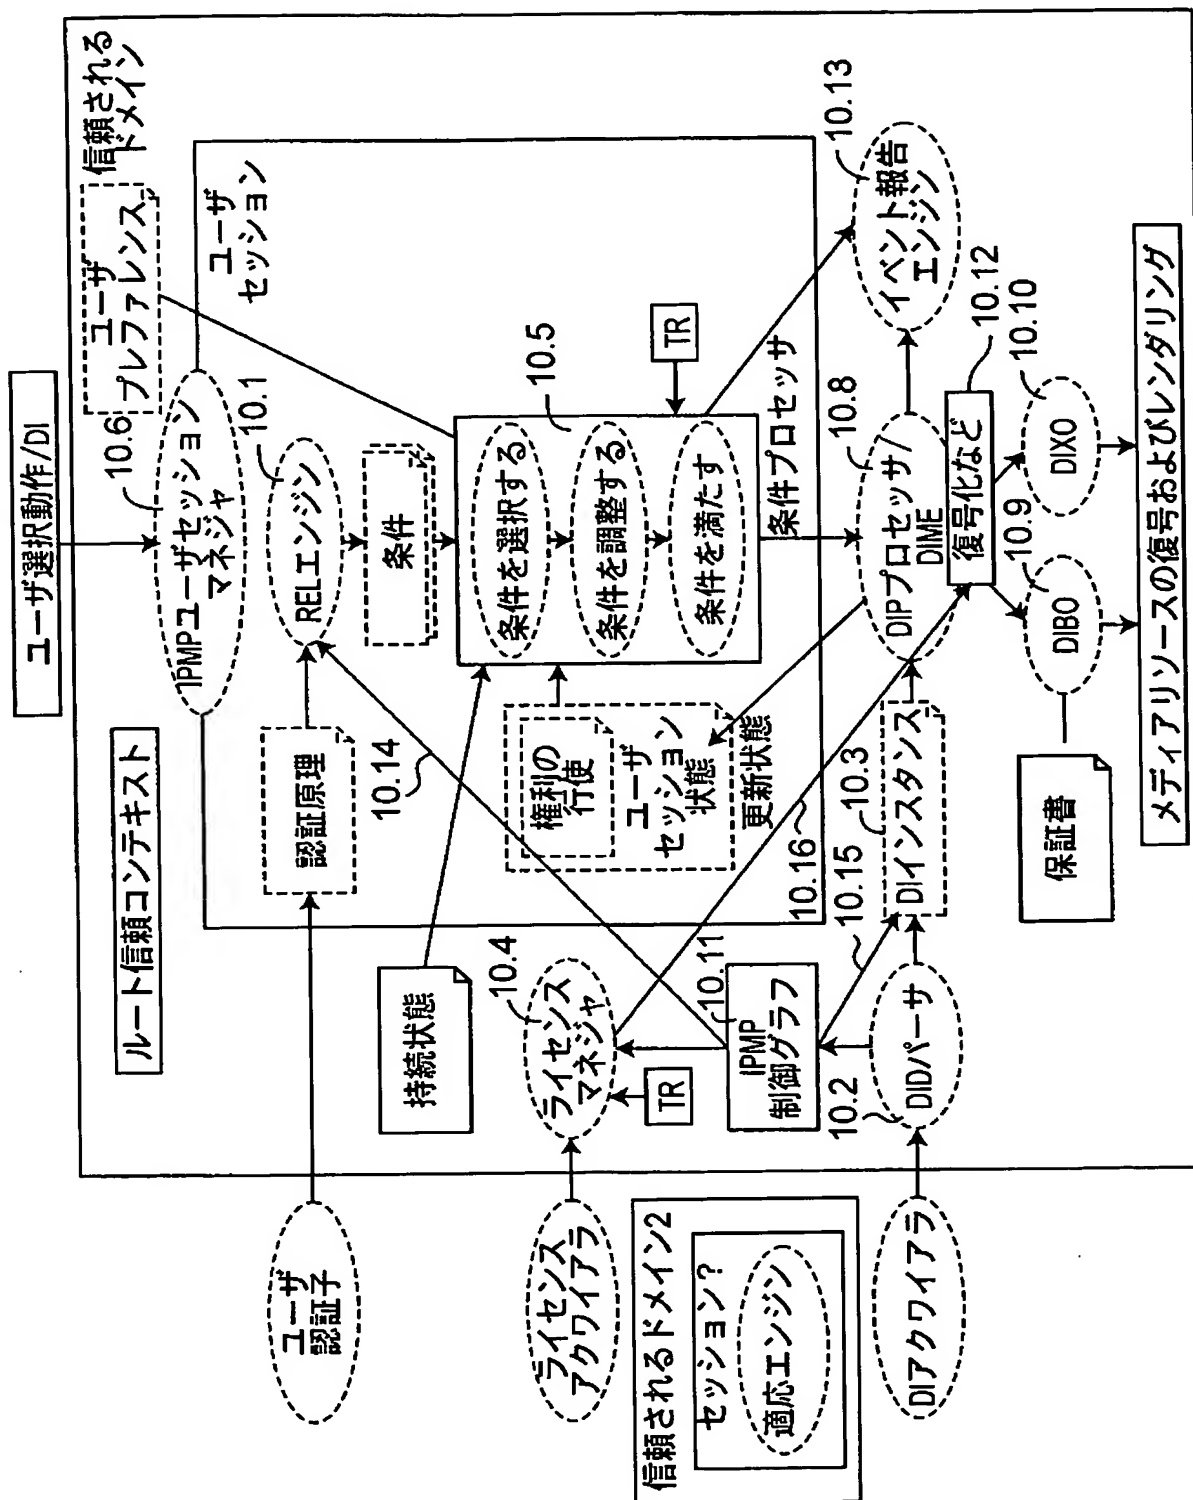 ユーザ選択動作/DI
信頼される
ドメイン
ユーザ
プレファレンス
10.6
IPMPユーザセッション
マネジャ
ルート信頼コンテキスト
ユーザ
セッション
10.1
RELエンジン
認証原理
10.14
ユーザ
認証子
条件
10.5
条件を選択する
条件を調整する
条件を満たす
TR
条件プロセッサ
持続状態
権利の
行使
ユーザ
セッション
状態
更新状態
10.16
ライセンス
アクワイアラ
10.4
ライセンス
マネジャ
TR
10.11
IPMP
制御グラフ
10.15
10.3
信頼されるドメイン2
セッション?
適応エンジン
DIアクワイアラ
10.2
DIDパーサ
DIインスタンス
10.8
DIPプロセッサ/
DIME
10.13
イベント報告
エンジン
10.12
復号化など
10.9
DIBO
10.10
DIXO
保証書
メディアリソースの復号およびレンダリング